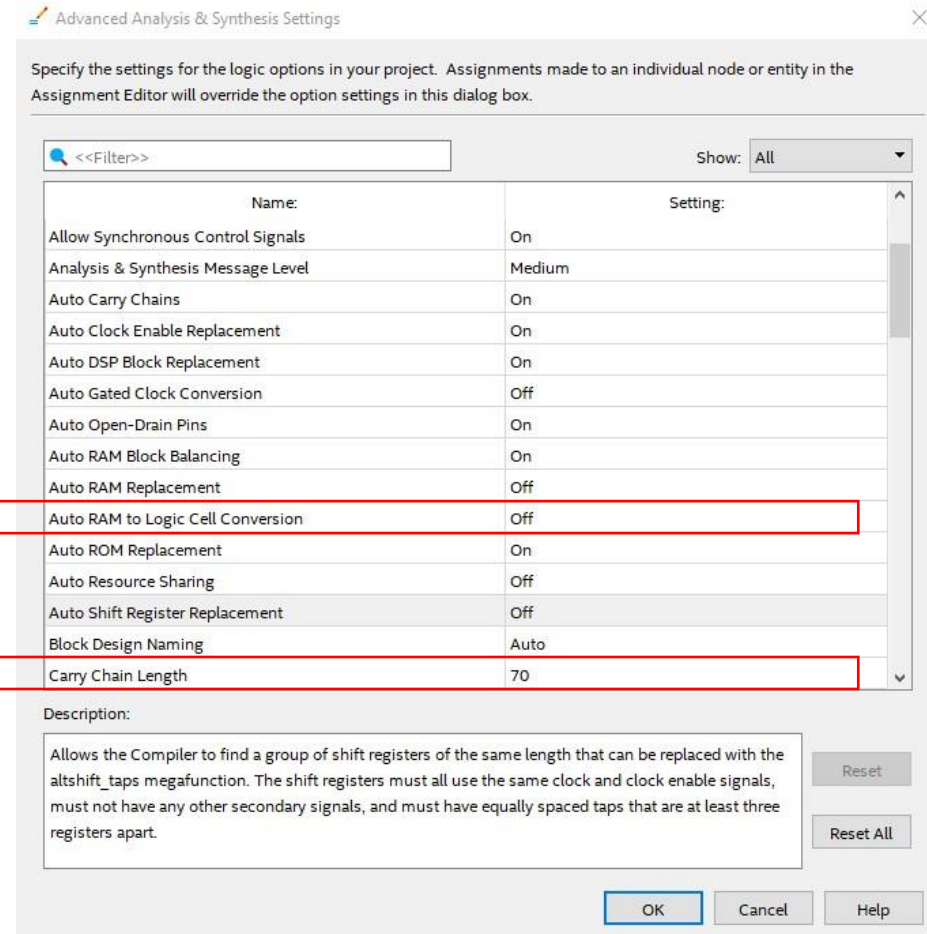 Advanced Analysis & Synthesis Settings
Specify the settings for the logic options in your project. Assignments made to an individual node or entity in the
Assignment Editor will override the option settings in this dialog box.
<<Filter>>
Show: All
Name: Setting:
Allow Synchronous Control Signals On
Analysis & Synthesis Message Level Medium
Auto Carry Chains On
Auto Clock Enable Replacement On
Auto DSP Block Replacement On
Auto Gated Clock Conversion Off
Auto Open-Drain Pins On
Auto RAM Block Balancing On
Auto RAM Replacement Off
Auto RAM to Logic Cell Conversion Off
Auto ROM Replacement On
Auto Resource Sharing Off
Auto Shift Register Replacement Off
Block Design Naming Auto
Carry Chain Length 70
Description:
Allows the Compiler to find a group of shift registers of the same length that can be replaced with the
altshift_taps megafunction. The shift registers must all use the same clock and clock enable signals,
must not have any other secondary signals, and must have equally spaced taps that are at least three
registers apart.
Reset
Reset All
OK Cancel Help